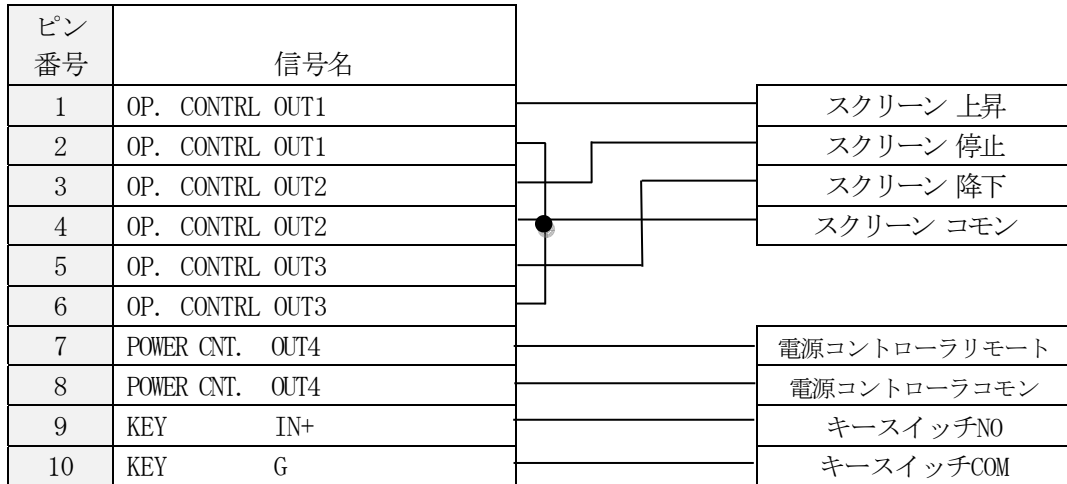 ピン
番号 信号名
1 OP. CONTRL OUT1 スクリーン 上昇
2 OP. CONTRL OUT1 スクリーン 停止
3 OP. CONTRL OUT2 スクリーン 降下
4 OP. CONTRL OUT2 スクリーン コモン
5 OP. CONTRL OUT3
6 OP. CONTRL OUT3
7 POWER CNT. OUT4 電源コントローラリモート
8 POWER CNT. OUT4 電源コントローラコモン
9 KEY IN+ キースイッチNO
10 KEY G キースイッチCOM